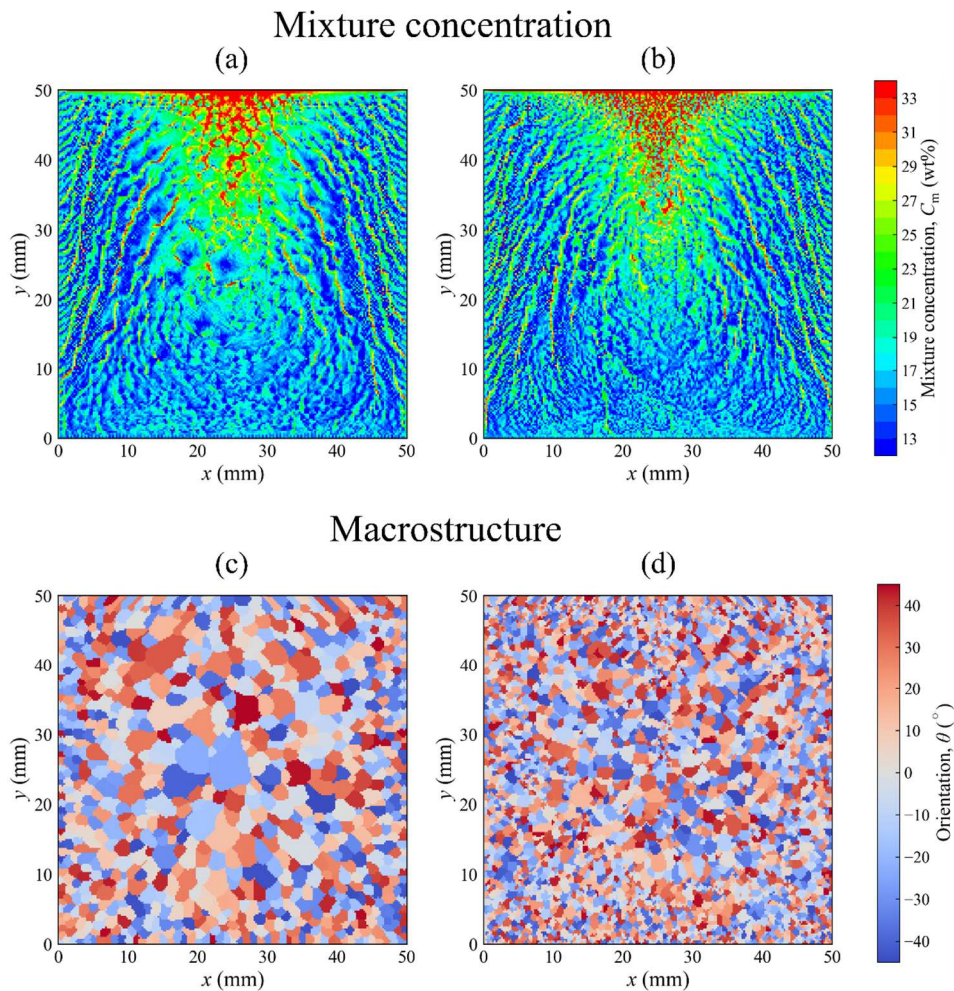 Mixture concentration
(a)
(b)
50
40
30
20
10
0
y (mm)
0 10 20 30 40 50
x (mm)
0 10 20 30 40 50
x (mm)
33
31
29
27
25
23
21
19
17
15
13
Mixture concentration, Cm (wt%)
50
40
30
20
10
0
y (mm)
Macrostructure
(c)
(d)
50
40
30
20
10
0
y (mm)
0 10 20 30 40 50
x (mm)
50
40
30
20
10
0
y (mm)
0 10 20 30 40 50
x (mm)
40
30
20
10
0
−10
−20
−30
−40
Orientation, θ (°)